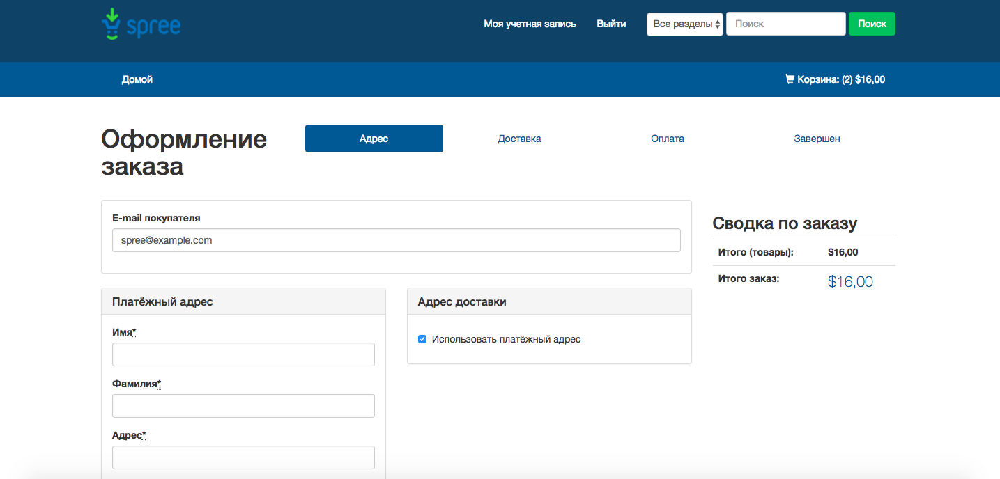 spree
Моя учетная запись
Выйти
Все разделы
Поиск
Поиск
Домой
Корзина: (2) $16,00
Оформление
заказа
Адрес
Доставка
Оплата
Завершен
E-mail покупателя
spree@example.com
Сводка по заказу
Итого (товары): $16,00
Итого заказ: $16,00
Платёжный адрес
Имя*
Фамилия*
Адрес*
Адрес доставки
Использовать платёжный адрес